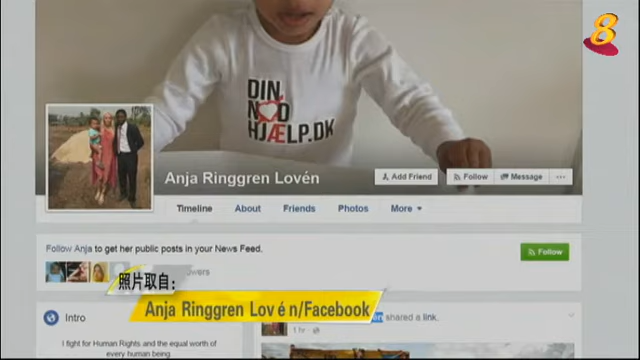 8
DIN
NØD
HJÆLP.DK
Anja Ringgren Lovén
Add Friend
Follow
Message
Timeline
About
Friends
Photos
More
Follow Anja to get her public posts in your News Feed.
Follow
照片取自:
Anja Ringgren Lov é n/Facebook
shared a link.
Intro
1 hr
I fight for Human Rights and the equal worth of
every human being